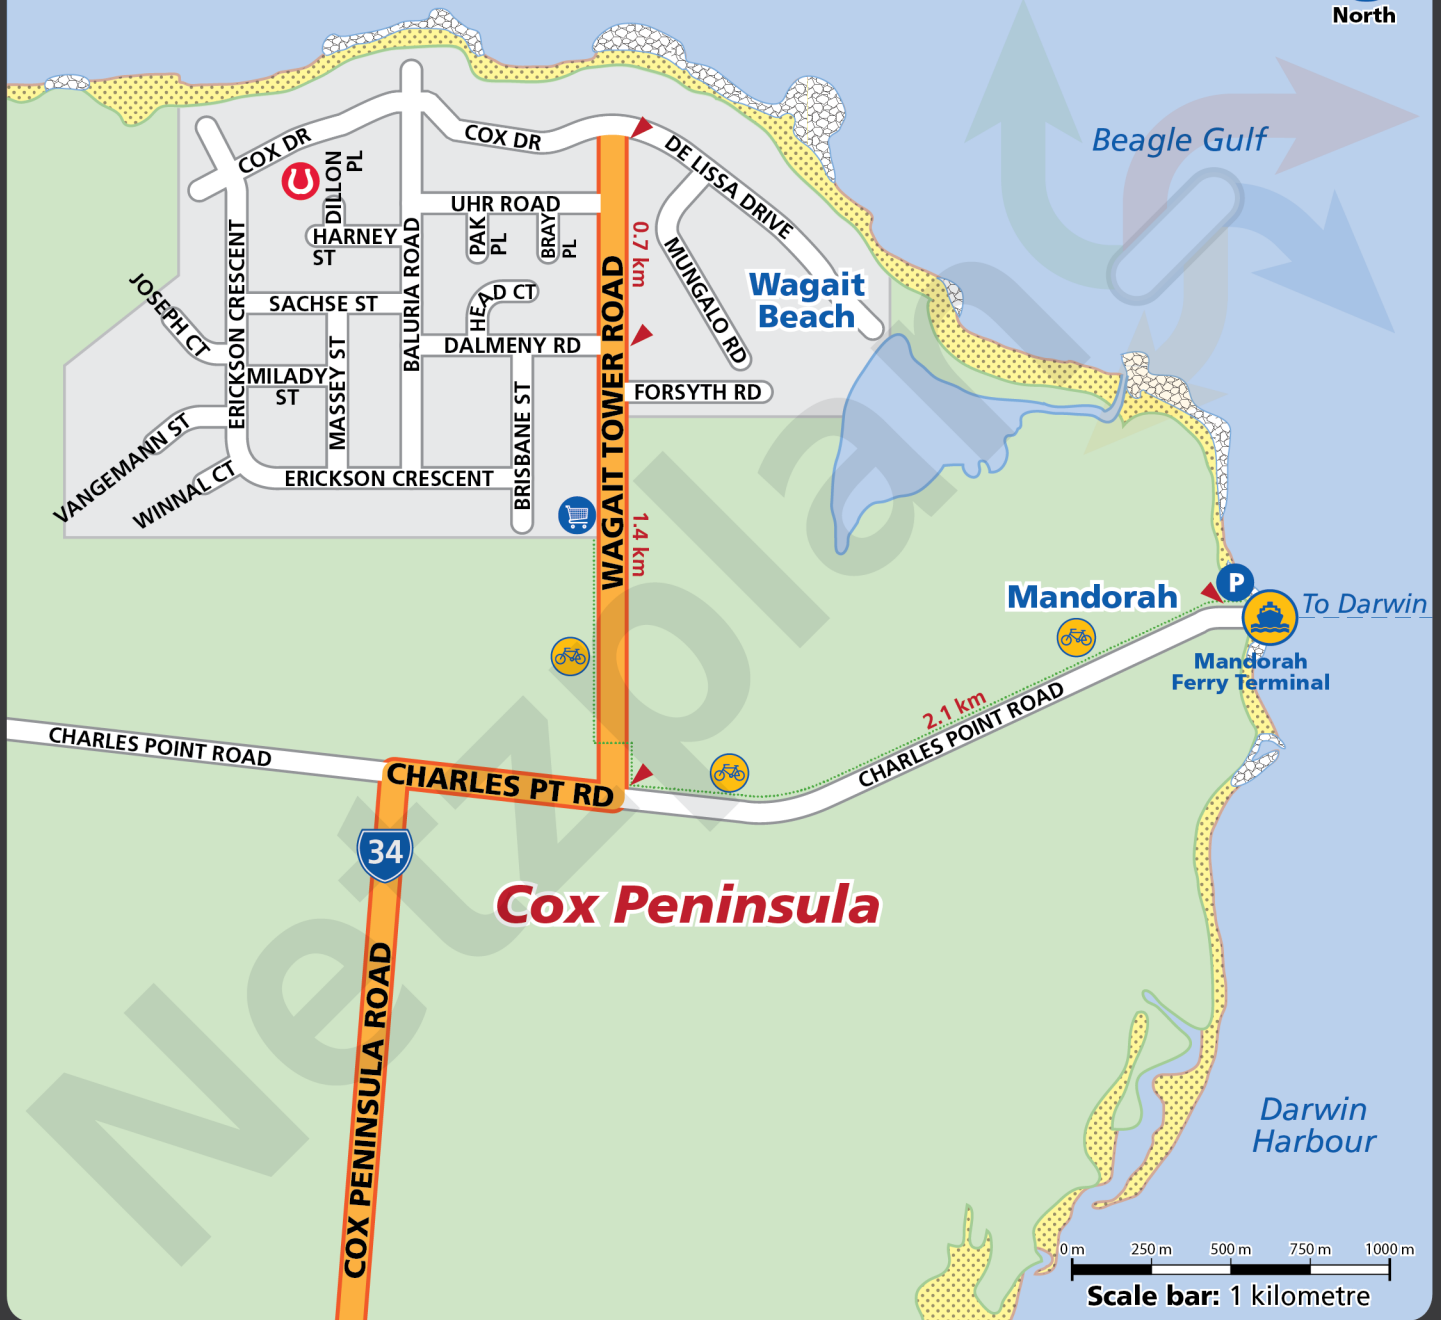 North
Beagle Gulf
COX DR
COX DR
DE LISSA DRIVE
DILLON
PL
UHR ROAD
HARNEY
ST
PAK
PL
BRAY
PL
0.7 km
MUNGALO RD
Wagait
Beach
JOSEPH CT
ERICKSON CRESCENT
SACHSE ST
BALURIA ROAD
HEAD CT
DALMENY RD
WAGAIT TOWER ROAD
MILADY
ST
MASSEY ST
BRISBANE ST
FORSYTH RD
VANGEMANN ST
WINNAL CT
ERICKSON CRESCENT
1.4 km
Mandorah
P
To Darwin
Mandorah
Ferry Terminal
2.1 km
CHARLES POINT ROAD
CHARLES POINT ROAD
CHARLES PT RD
34
Cox Peninsula
COX PENINSULA ROAD
Netzplan
Darwin
Harbour
0 m 250 m 500 m 750 m 1000 m
Scale bar: 1 kilometre